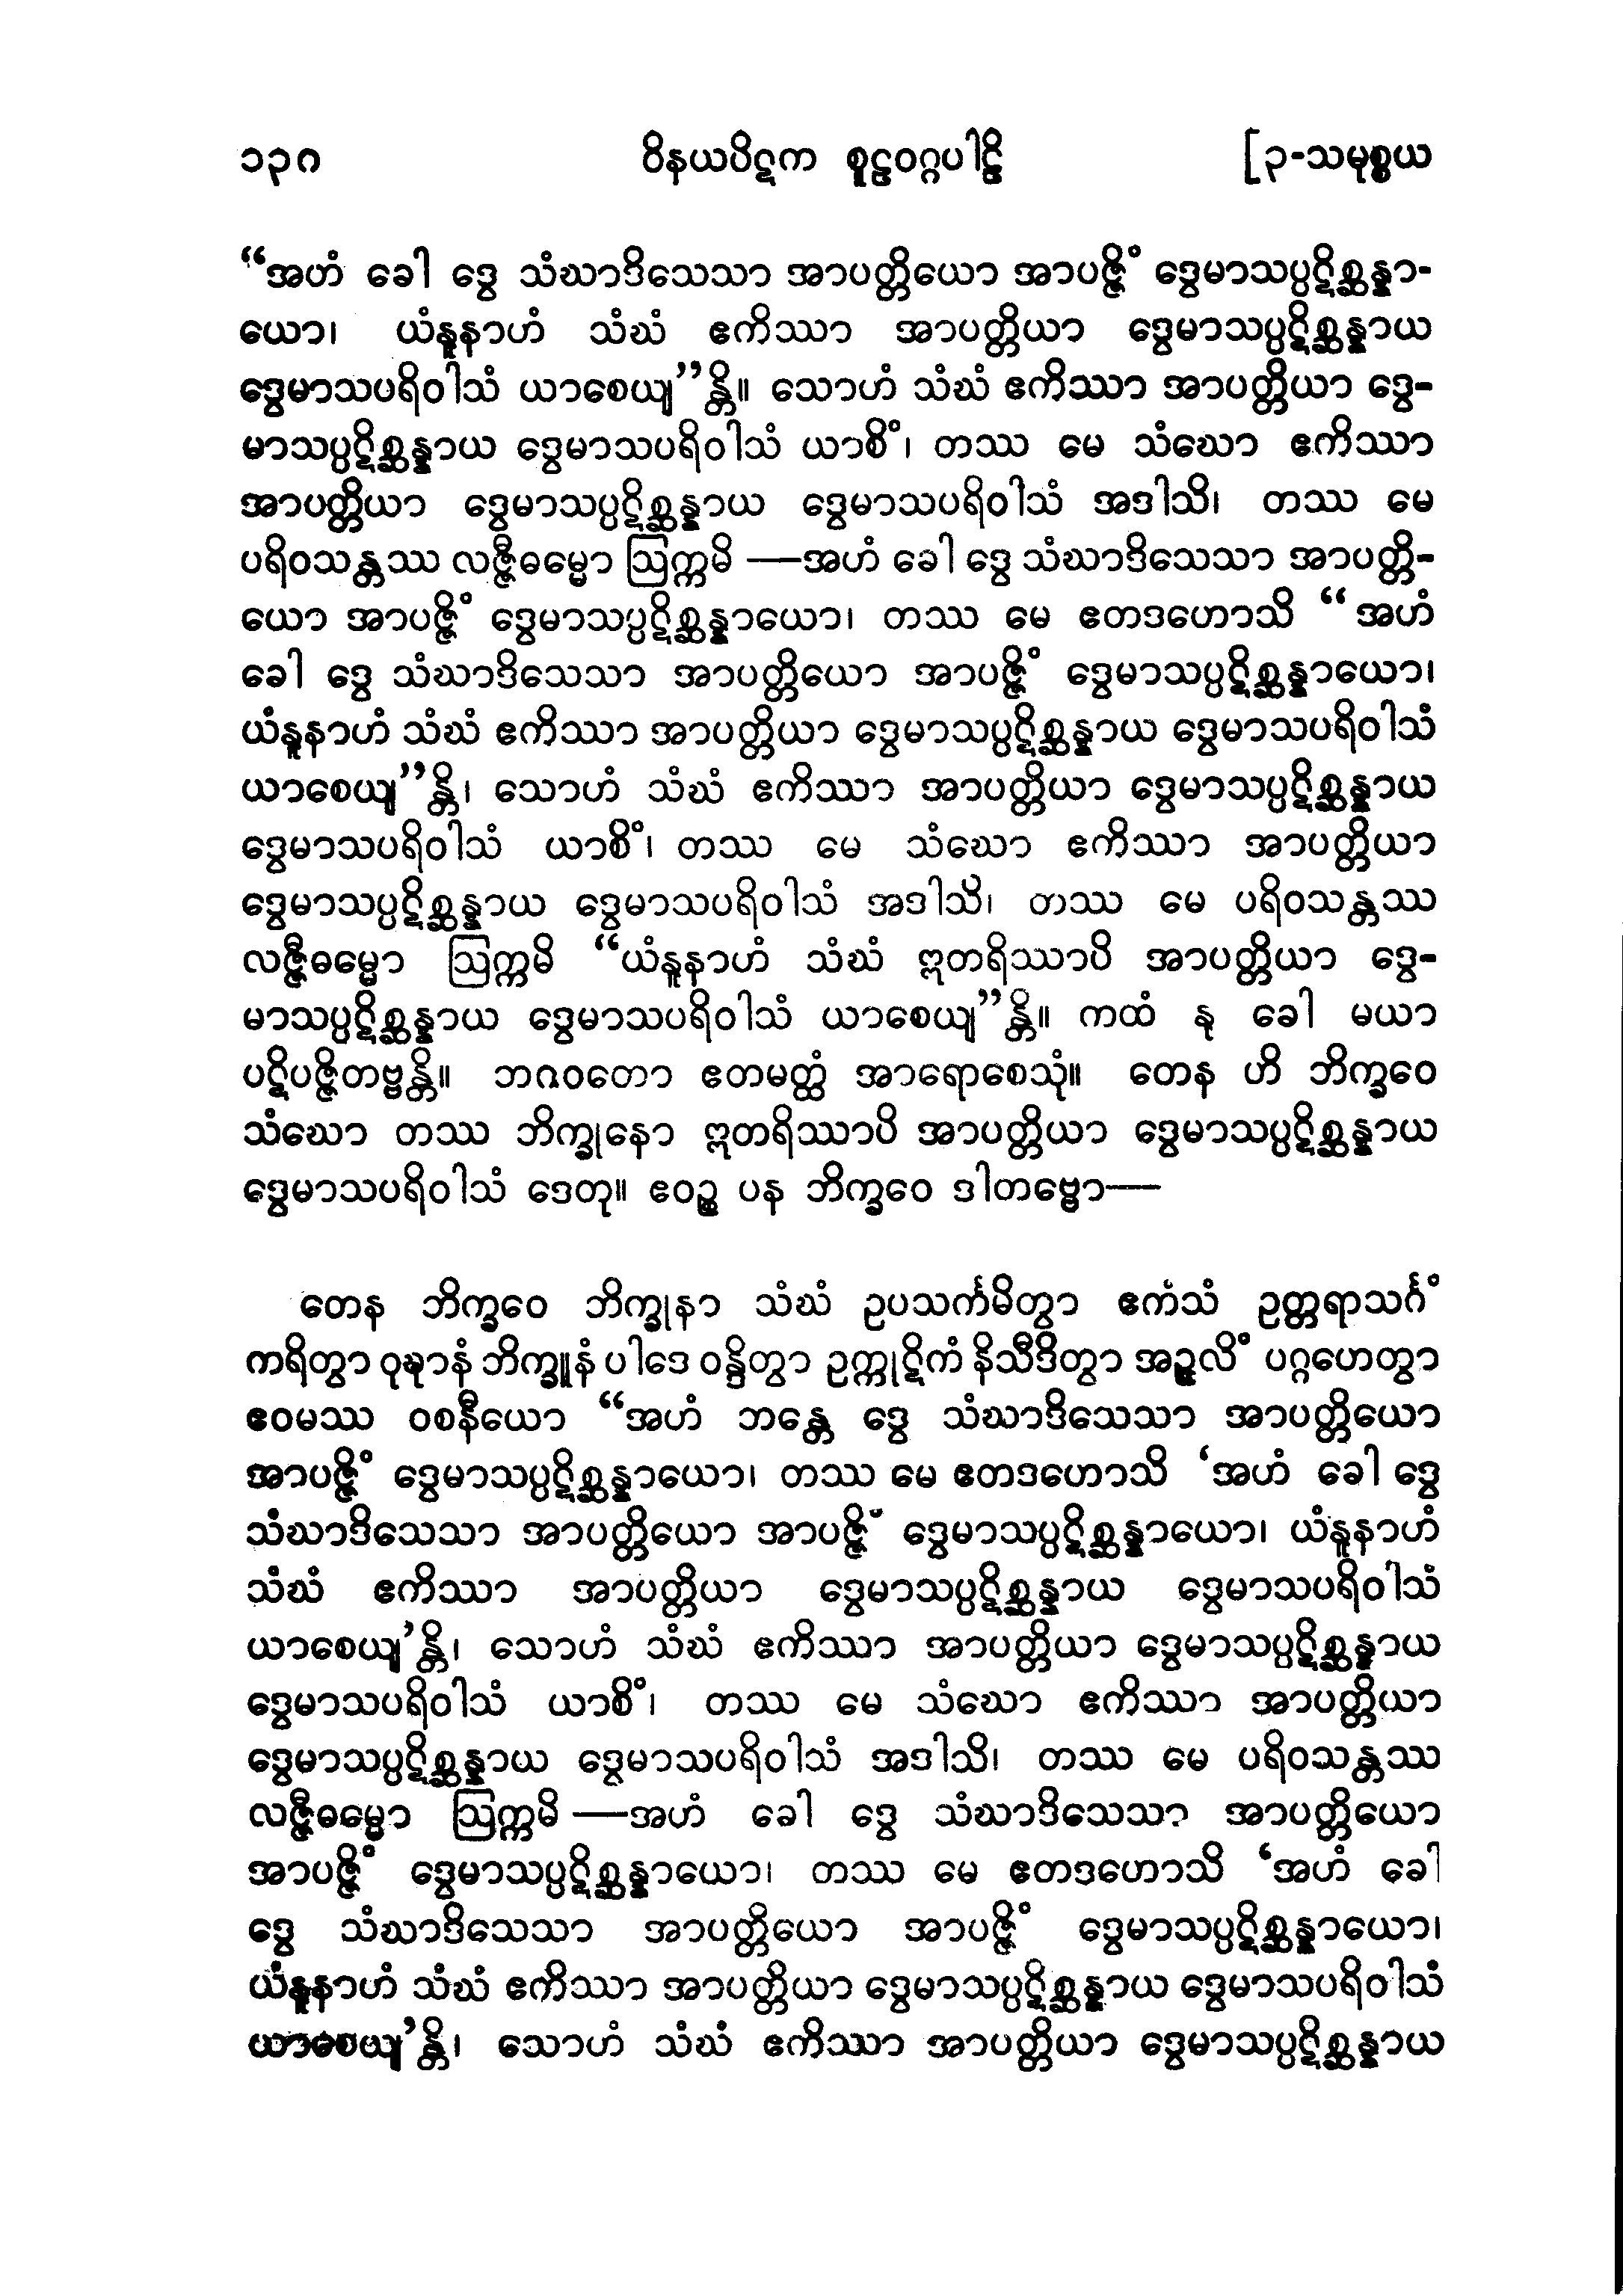 ၁၃၈ ဝိနယပိဋက စူဠဝဂ္ဂပါဠိ [၃-သမုစ္စယ
“အဟံ ခေါ ဒွေ သံဃာဒိသေသာ အာပတ္တိယော အာပဇ္ဇိံ ဒွေမာသပ္ပဋိစ္ဆန္နာ-
ယော၊ ယံနူနာဟံ သံဃံ ဧကိဿာ အာပတ္တိယာ ဒွေမာသပ္ပဋိစ္ဆန္နာယ
ဒွေမာသပရိဝါသံ ယာစေယျ”န္တိ။ သောဟံ သံဃံ ဧကိဿာ အာပတ္တိယာ ဒွေ-
မာသပ္ပဋိစ္ဆန္နာယ ဒွေမာသပရိဝါသံ ယာစိံ၊ တဿ မေ သံဃော ဧကိဿာ
အာပတ္တိယာ ဒွေမာသပ္ပဋိစ္ဆန္နာယ ဒွေမာသပရိဝါသံ အဒါသိ၊ တဿ မေ
ပရိဝသန္တဿ လဇ္ဇီဓမ္မော ဩက္ကမိ —အဟံ ခေါ ဒွေ သံဃာဒိသေသာ အာပတ္တိ-
ယော အာပဇ္ဇိံ ဒွေမာသပ္ပဋိစ္ဆန္နာယော၊ တဿ မေ ဧတဒဟောသိ “အဟံ
ခေါ ဒွေ သံဃာဒိသေသာ အာပတ္တိယော အာပဇ္ဇိံ ဒွေမာသပ္ပဋိစ္ဆန္နာယော၊
ယံနူနာဟံ သံဃံ ဧကိဿာ အာပတ္တိယာ ဒွေမာသပ္ပဋိစ္ဆန္နာယ ဒွေမာသပရိဝါသံ
ယာစေယျ”န္တိ၊ သောဟံ သံဃံ ဧကိဿာ အာပတ္တိယာ ဒွေမာသပ္ပဋိစ္ဆန္နာယ
ဒွေမာသပရိဝါသံ ယာစိံ၊ တဿ မေ သံဃော ဧကိဿာ အာပတ္တိယာ
ဒွေမာသပ္ပဋိစ္ဆန္နာယ ဒွေမာသပရိဝါသံ အဒါသိ၊ တဿ မေ ပရိဝသန္တဿ
လဇ္ဇီဓမ္မော ဩက္ကမိ “ယံနူနာဟံ သံဃံ ဣတရိဿာပိ အာပတ္တိယာ ဒွေ-
မာသပ္ပဋိစ္ဆန္နာယ ဒွေမာသပရိဝါသံ ယာစေယျ”န္တိ။ ကထံ နု ခေါ မယာ
ပဋိပဇ္ဇိတဗ္ဗန္တိ။ ဘဂဝတော ဧတမတ္ထံ အာရောစေသုံ။ တေန ဟိ ဘိက္ခဝေ
သံဃော တဿ ဘိက္ခုနော ဣတရိဿာပိ အာပတ္တိယာ ဒွေမာသပ္ပဋိစ္ဆန္နာယ
ဒွေမာသပရိဝါသံ ဒေတု။ ဧဝဉ္စ ပန ဘိက္ခဝေ ဒါတဗ္ဗော—
တေန ဘိက္ခဝေ ဘိက္ခုနာ သံဃံ ဥပသင်္ကမိတွာ ဧကံသံ ဥတ္တရာသင်္ဂံ
ကရိတွာ ဝုဍ္ဎာနံ ဘိက္ခူနံ ပါဒေ ဝန္ဒိတွာ ဥက္ကုဋိကံ နိသီဒိတွာ အဉ္ဇလိံ ပဂ္ဂဟေတွာ
ဧဝမဿ ဝစနီယော “အဟံ ဘန္တေ ဒွေ သံဃာဒိသေသာ အာပတ္တိယော
အာပဇ္ဇိံ ဒွေမာသပ္ပဋိစ္ဆန္နာယော၊ တဿ မေ ဧတဒဟောသိ ‘အဟံ ခေါ ဒွေ
သံဃာဒိသေသာ အာပတ္တိယော အာပဇ္ဇိံ ဒွေမာသပ္ပဋိစ္ဆန္နာယော၊ ယံနူနာဟံ
သံဃံ ဧကိဿာ အာပတ္တိယာ ဒွေမာသပ္ပဋိစ္ဆန္နာယ ဒွေမာသပရိဝါသံ
ယာစေယျ’န္တိ၊ သောဟံ သံဃံ ဧကိဿာ အာပတ္တိယာ ဒွေမာသပ္ပဋိစ္ဆန္နာယ
ဒွေမာသပရိဝါသံ ယာစိံ၊ တဿ မေ သံဃော ဧကိဿာ အာပတ္တိယာ
ဒွေမာသပ္ပဋိစ္ဆန္နာယ ဒွေမာသပရိဝါသံ အဒါသိ၊ တဿ မေ ပရိဝသန္တဿ
လဇ္ဇီဓမ္မော ဩက္ကမိ —အဟံ ခေါ ဒွေ သံဃာဒိသေသာ အာပတ္တိယော
အာပဇ္ဇိံ ဒွေမာသပ္ပဋိစ္ဆန္နာယော၊ တဿ မေ ဧတဒဟောသိ ‘အဟံ ခေါ
ဒွေ သံဃာဒိသေသာ အာပတ္တိယော အာပဇ္ဇိံ ဒွေမာသပ္ပဋိစ္ဆန္နာယော၊
ယံနူနာဟံ သံဃံ ဧကိဿာ အာပတ္တိယာ ဒွေမာသပ္ပဋိစ္ဆန္နာယ ဒွေမာသပရိဝါသံ
ယာစေယျ’န္တိ၊ သောဟံ သံဃံ ဧကိဿာ အာပတ္တိယာ ဒွေမာသပ္ပဋိစ္ဆန္နာယ